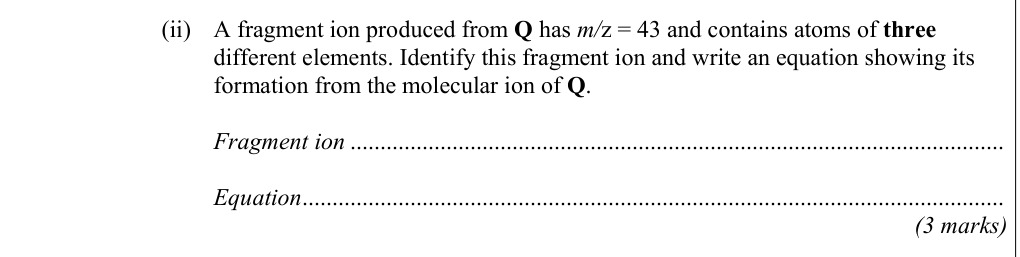 (ii) A fragment ion produced from Q has m/z = 43 and contains atoms of three
different elements. Identify this fragment ion and write an equation showing its
formation from the molecular ion of Q.
Fragment ion ..............................................................................................................
Equation......................................................................................................................
(3 marks)